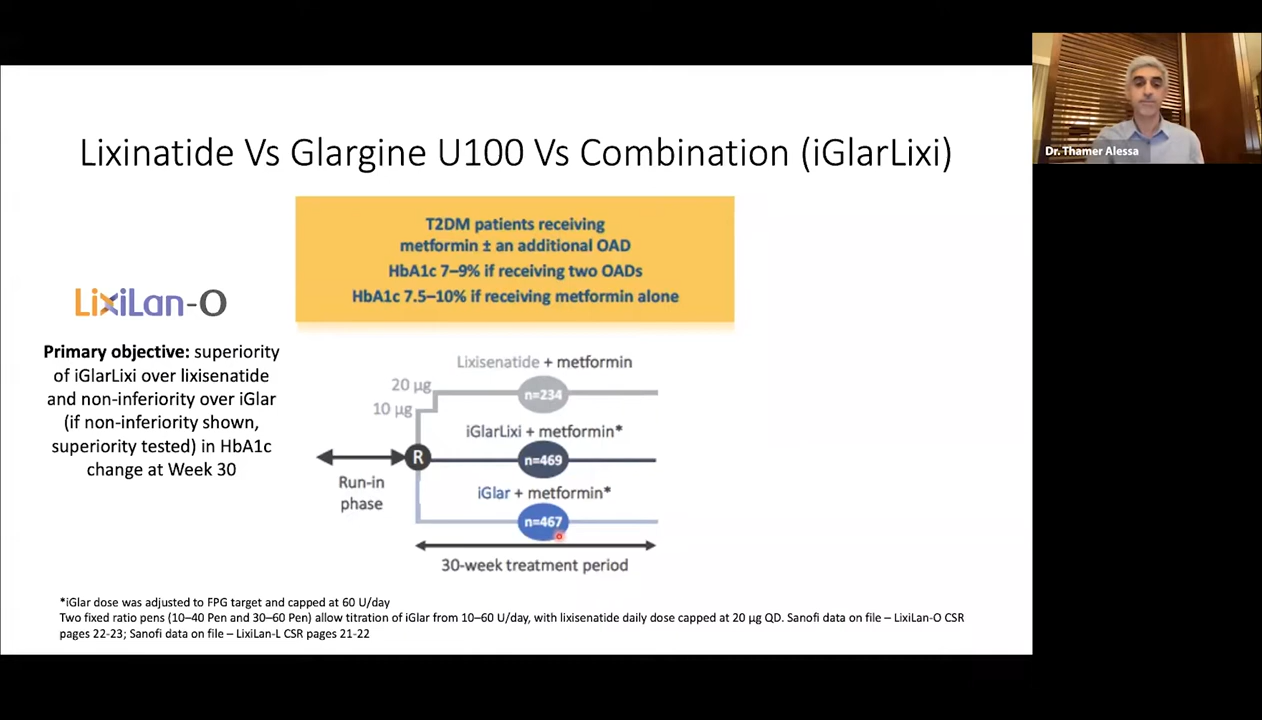 Lixinatide Vs Glargine U100 Vs Combination (iGlarLixi)
Dr. Thamer Alessa
T2DM patients receiving
metformin ± an additional OAD
HbA1c 7–9% if receiving two OADs
HbA1c 7.5–10% if receiving metformin alone
LixiLan-O
Primary objective: superiority
of iGlarLixi over lixisenatide
and non-inferiority over iGlar
(if non-inferiority shown,
superiority tested) in HbA1c
change at Week 30
Lixisenatide + metformin
20 µg
n=234
10 µg
iGlarLixi + metformin*
R
n=469
Run-in
phase
iGlar + metformin*
n=467
30-week treatment period
*iGlar dose was adjusted to FPG target and capped at 60 U/day
Two fixed ratio pens (10–40 Pen and 30–60 Pen) allow titration of iGlar from 10–60 U/day, with lixisenatide daily dose capped at 20 µg QD. Sanofi data on file – LixiLan-O CSR
pages 22-23; Sanofi data on file – LixiLan-L CSR pages 21-22